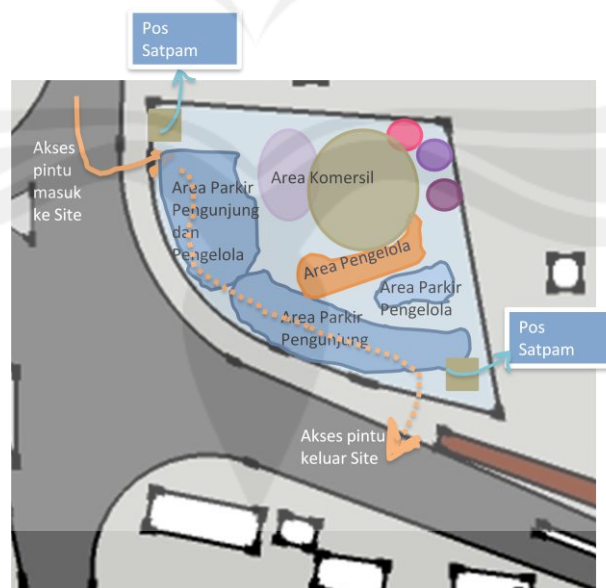 Pos
Satpam
Akses
pintu
masuk
ke Site
Area Parkir
Pengunjung
dan
Pengelola
Area Komersil
Area Pengelola
Area Parkir
Pengelola
Area Parkir
Pengunjung
Pos
Satpam
Akses pintu
keluar Site